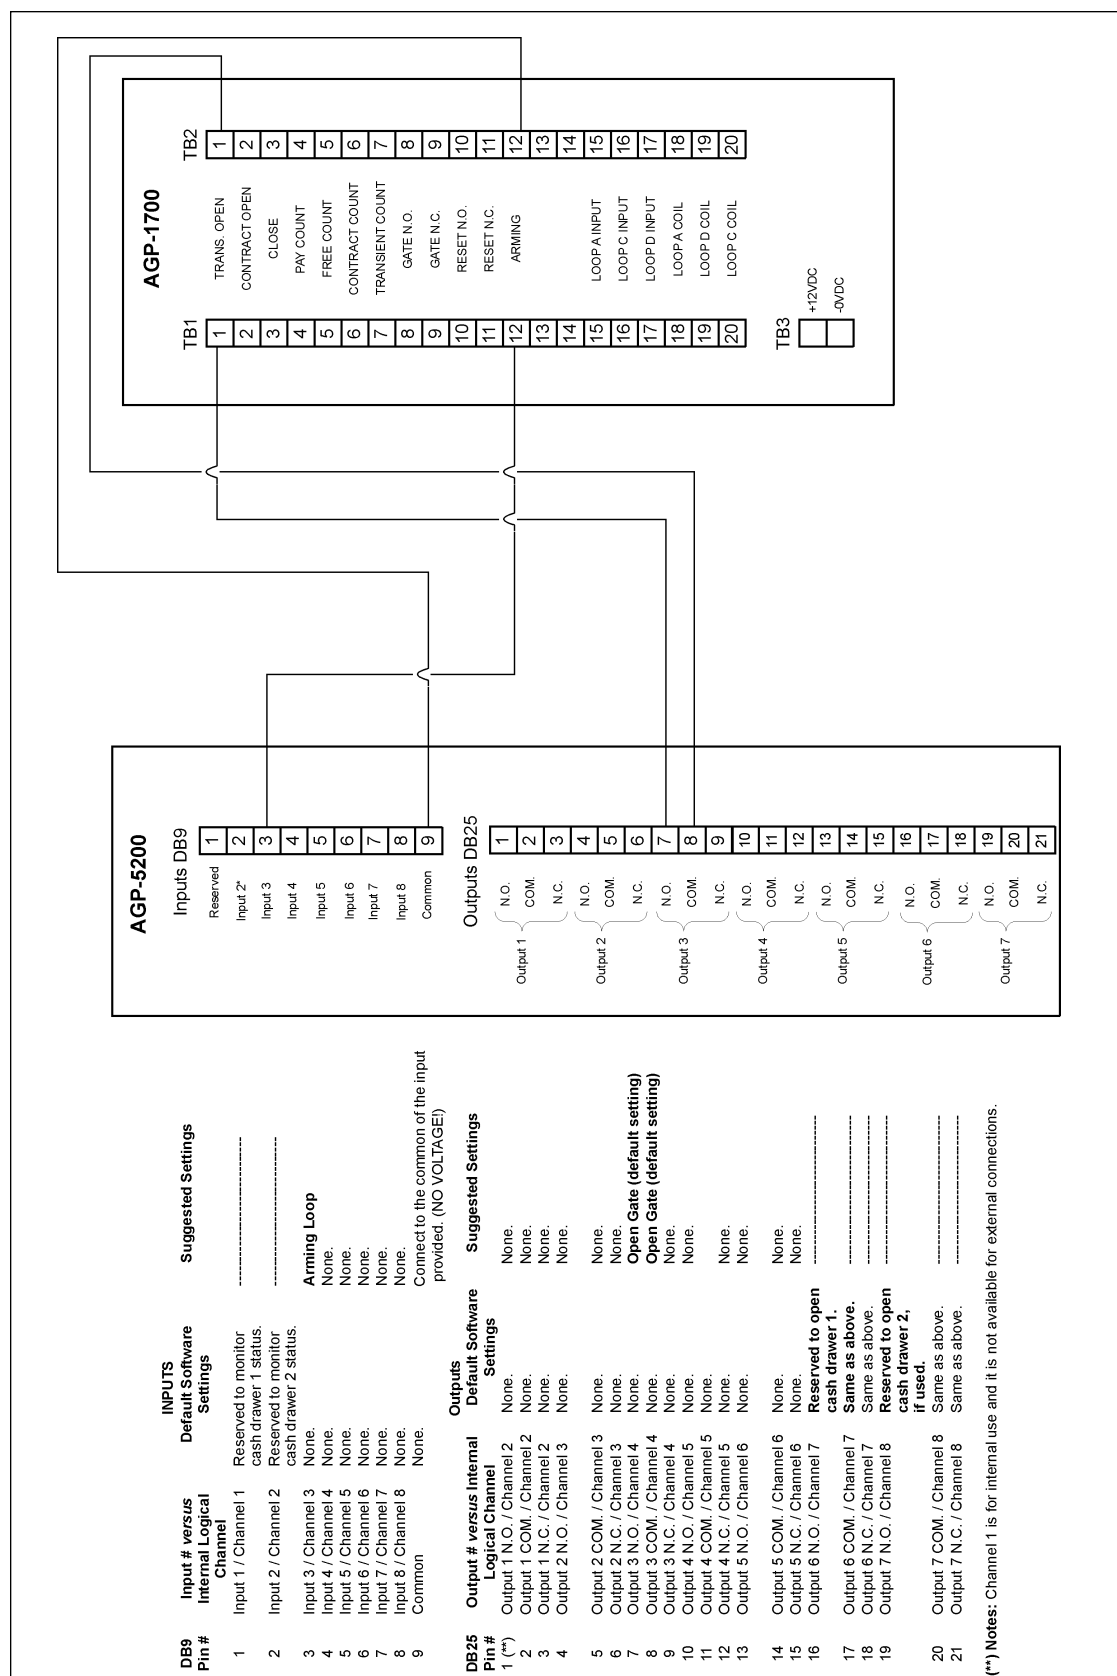 DB9
Pin #
Input # versus
Internal Logical
Channel
INPUTS
Default Software
Settings
Suggested Settings
1 Input 1 / Channel 1 Reserved to monitor --------------------------
cash drawer 1 status.
2 Input 2 / Channel 2 Reserved to monitor --------------------------
cash drawer 2 status.
3 Input 3 / Channel 3 None. Arming Loop
4 Input 4 / Channel 4 None. None.
5 Input 5 / Channel 5 None. None.
6 Input 6 / Channel 6 None. None.
7 Input 7 / Channel 7 None. None.
8 Input 8 / Channel 8 None. None.
9 Common None. Connect to the common of the input
provided. (NO VOLTAGE!)
DB25
Pin #
Output # versus Internal
Logical Channel
Outputs
Default Software
Settings
Suggested Settings
1 (**) Output 1 N.O. / Channel 2 None. None.
2 Output 1 COM. / Channel 2 None. None.
3 Output 1 N.C. / Channel 2 None. None.
4 Output 2 N.O. / Channel 3 None. None.
5 Output 2 COM. / Channel 3 None. None.
6 Output 2 N.C. / Channel 3 None. None.
7 Output 3 N.O. / Channel 4 None. Open Gate (default setting)
8 Output 3 COM. / Channel 4 None. Open Gate (default setting)
9 Output 3 N.C. / Channel 4 None. None.
10 Output 4 N.O. / Channel 5 None. None.
11 Output 4 COM. / Channel 5 None.
12 Output 4 N.C. / Channel 5 None. None.
13 Output 5 N.O. / Channel 6 None. None.
14 Output 5 COM. / Channel 6 None. None.
15 Output 5 N.C. / Channel 6 None. None.
16 Output 6 N.O. / Channel 7 Reserved to open --------------------------
cash drawer 1.
17 Output 6 COM. / Channel 7 Same as above. --------------------------
18 Output 6 N.C. / Channel 7 Same as above. --------------------------
19 Output 7 N.O. / Channel 8 Reserved to open --------------------------
cash drawer 2,
if used.
20 Output 7 COM. / Channel 8 Same as above. --------------------------
21 Output 7 N.C. / Channel 8 Same as above. --------------------------
(**) Notes: Channel 1 is for internal use and it is not available for external connections.
AGP-5200
Inputs DB9
Reserved 1
Input 2* 2
Input 3 3
Input 4 4
Input 5 5
Input 6 6
Input 7 7
Input 8 8
Common 9
Outputs DB25
Output 1
N.O. 1
COM. 2
N.C. 3
Output 2
N.O. 4
COM. 5
N.C. 6
Output 3
N.O. 7
COM. 8
N.C. 9
Output 4
N.O. 10
COM. 11
N.C. 12
Output 5
N.O. 13
COM. 14
N.C. 15
Output 6
N.O. 16
COM. 17
N.C. 18
Output 7
N.O. 19
COM. 20
N.C. 21
AGP-1700
TB1 TB2
1 TRANS. OPEN 1
2 CONTRACT OPEN 2
3 CLOSE 3
4 PAY COUNT 4
5 FREE COUNT 5
6 CONTRACT COUNT 6
7 TRANSIENT COUNT 7
8 GATE N.O. 8
9 GATE N.C. 9
10 RESET N.O. 10
11 RESET N.C. 11
12 ARMING 12
13 13
14 14
15 LOOP A INPUT 15
16 LOOP C INPUT 16
17 LOOP D INPUT 17
18 LOOP A COIL 18
19 LOOP D COIL 19
20 LOOP C COIL 20
TB3
+12VDC
-0VDC